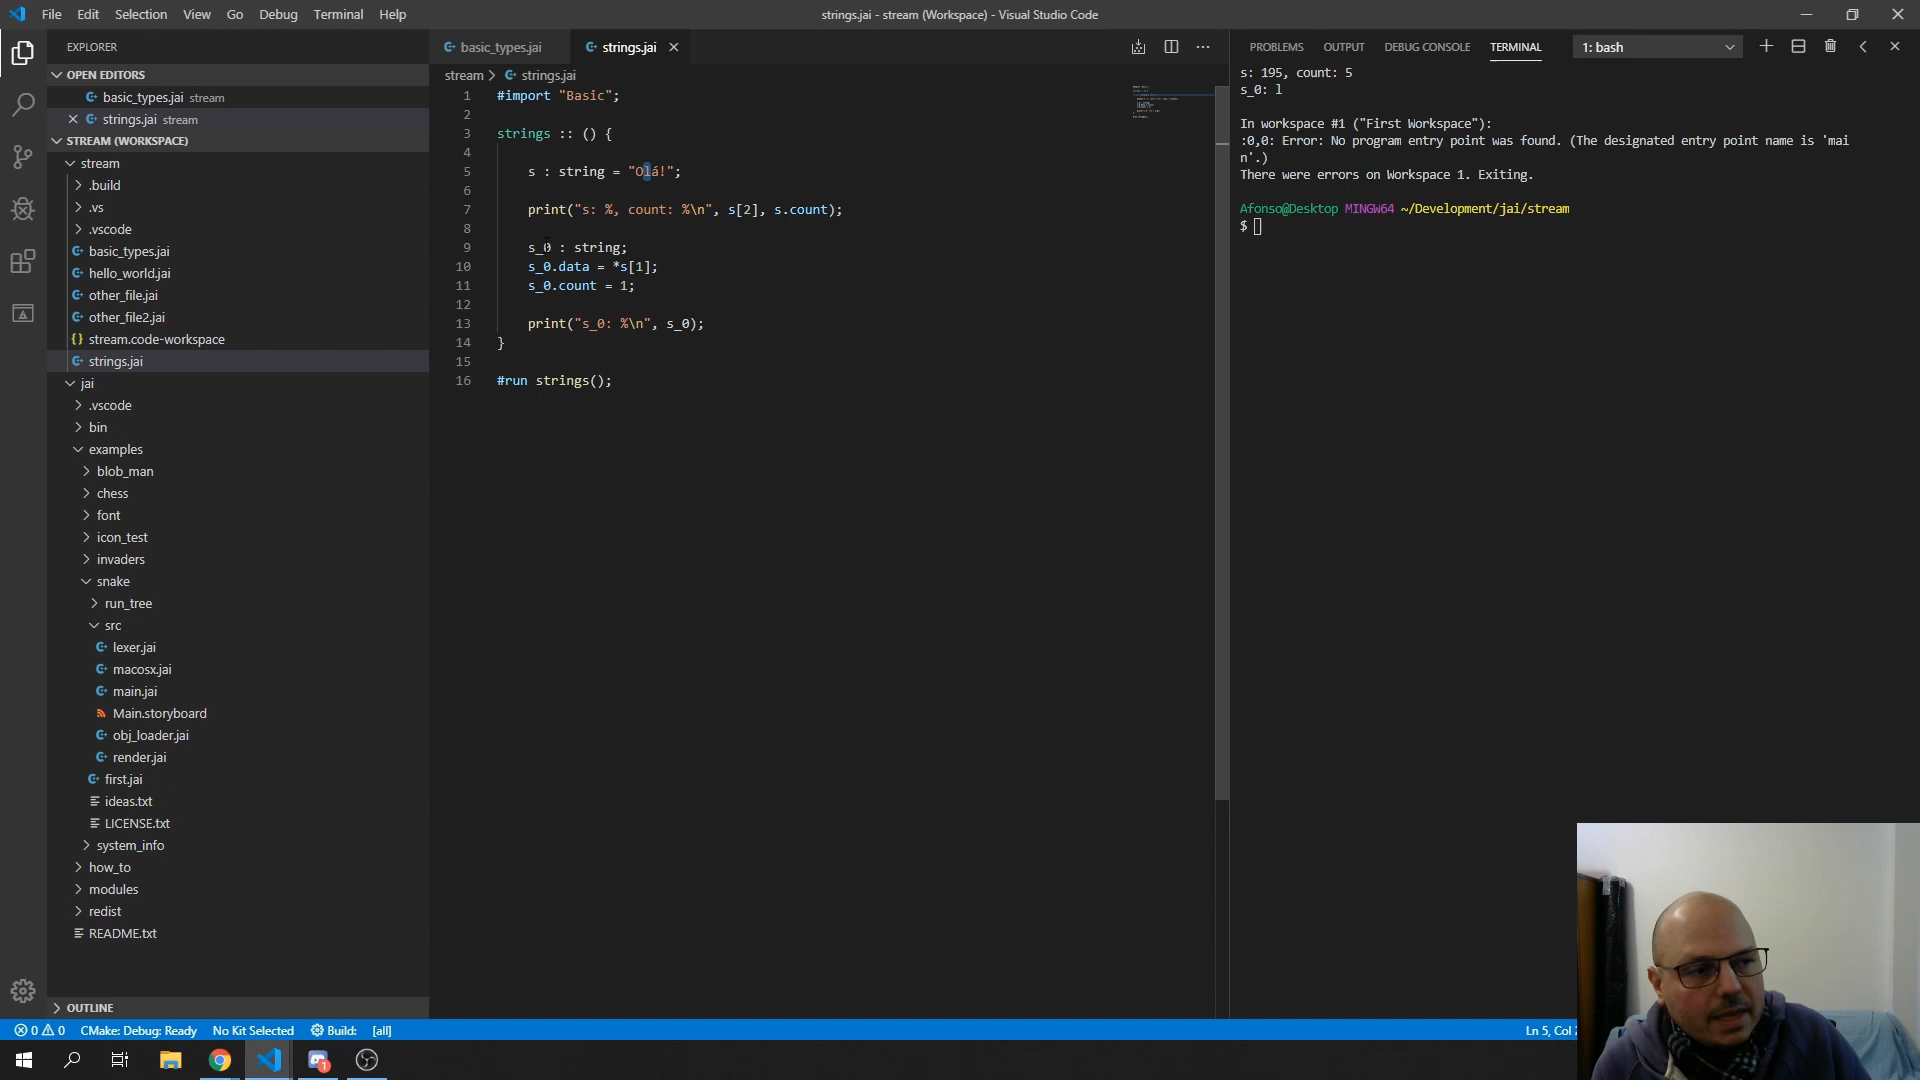 File Edit Selection View Go Debug Terminal Help
strings.jai - stream (Workspace) - Visual Studio Code
EXPLORER
OPEN EDITORS
basic_types.jai stream
strings.jai stream
STREAM (WORKSPACE)
stream
.build
.vs
.vscode
basic_types.jai
hello_world.jai
other_file.jai
other_file2.jai
stream.code-workspace
strings.jai
jai
.vscode
bin
examples
blob_man
chess
font
icon_test
invaders
snake
run_tree
src
lexer.jai
macosx.jai
main.jai
Main.storyboard
obj_loader.jai
render.jai
first.jai
ideas.txt
LICENSE.txt
system_info
how_to
modules
redist
README.txt
OUTLINE
basic_types.jai
strings.jai
stream > strings.jai
1 #import "Basic";
2
3 strings :: () {
4
5 s : string = "Olá!";
6
7 print("s: %, count: %\n", s[2], s.count);
8
9 s_0 : string;
10 s_0.data = *s[1];
11 s_0.count = 1;
12
13 print("s_0: %\n", s_0);
14 }
15
16 #run strings();
PROBLEMS OUTPUT DEBUG CONSOLE TERMINAL 1: bash
s: 195, count: 5
s_0: l
In workspace #1 ("First Workspace"):
:0,0: Error: No program entry point was found. (The designated entry point name is 'mai
n'.)
There were errors on Workspace 1. Exiting.
Afonso@Desktop MINGW64 ~/Development/jai/stream
$
0 0 CMake: Debug: Ready No Kit Selected Build: [all]
Ln 5, Col
1